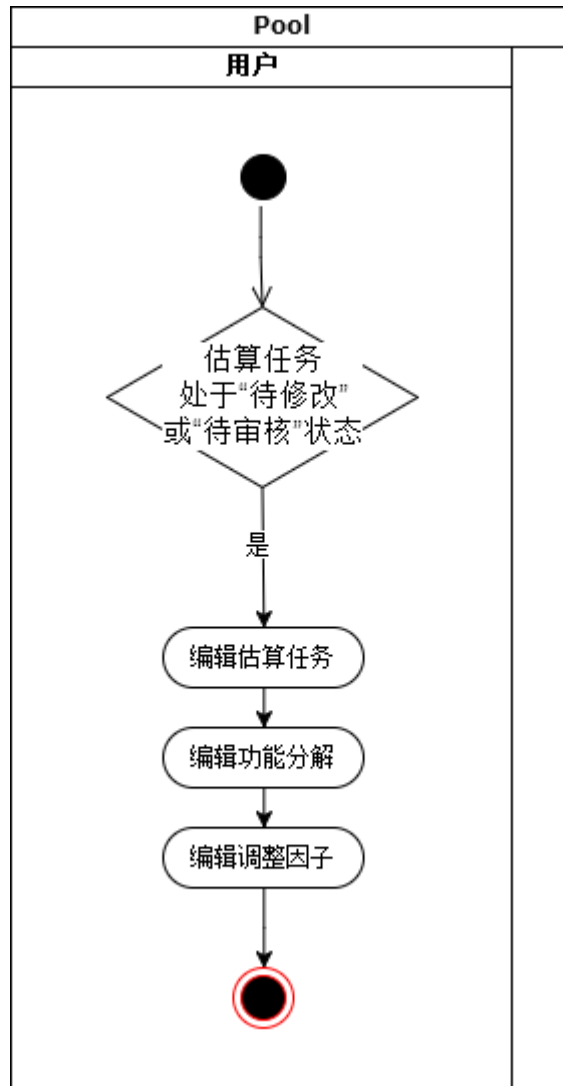 Pool
用户
估算任务
处于“待修改”
或“待审核”状态
是
编辑估算任务
编辑功能分解
编辑调整因子